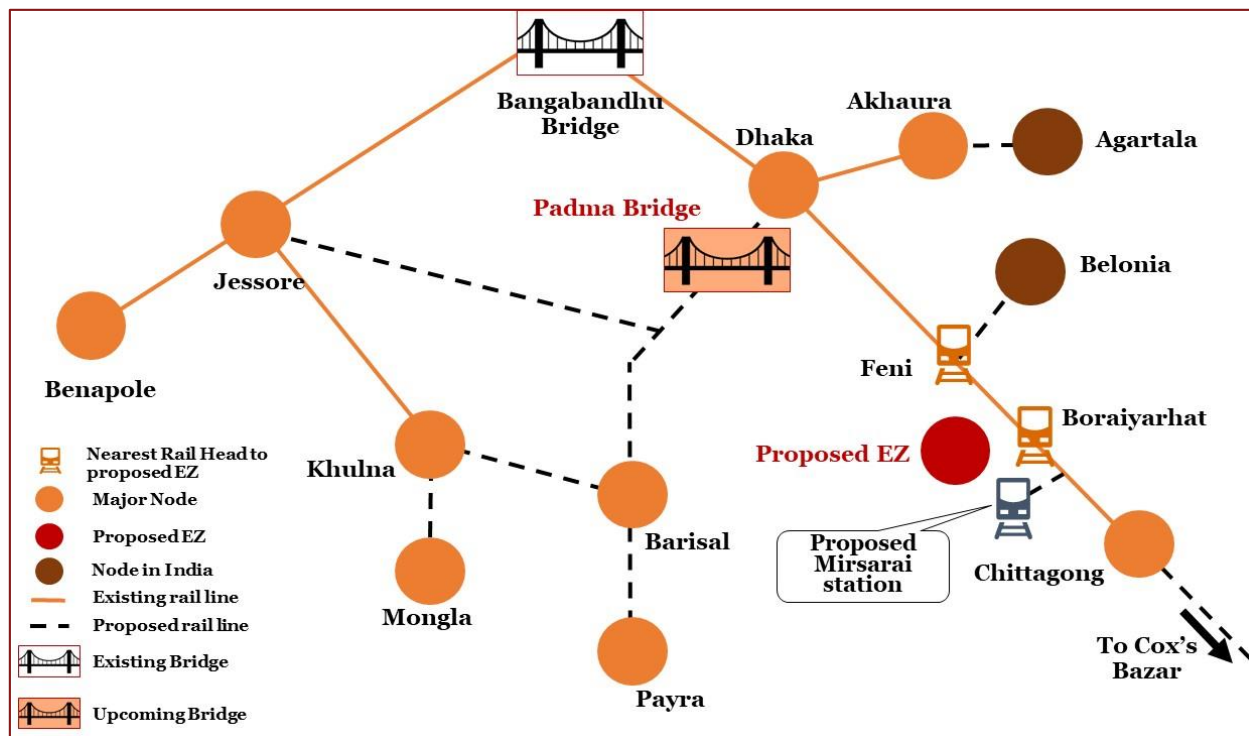 Bangabandhu
Bridge
Akhaura
Dhaka
Agartala
Padma Bridge
Belonia
Jessore
Feni
Benapole
Boraiyarhat
Proposed EZ
Khulna
Barisal
Proposed
Mirsarai
station
Chittagong
Mongla
To Cox's
Bazar
Payra
Nearest Rail Head to
proposed EZ
Major Node
Proposed EZ
Node in India
Existing rail line
Proposed rail line
Existing Bridge
Upcoming Bridge